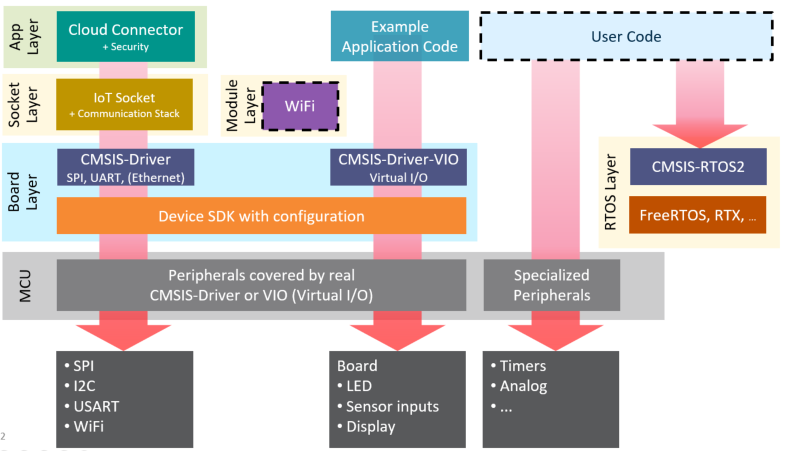 App
Layer
Cloud Connector
+ Security
Example
Application Code
User Code
Socket
Layer
IoT Socket
+ Communication Stack
Module
Layer
WiFi
Board
Layer
CMSIS-Driver
SPI, UART, (Ethernet)
CMSIS-Driver-VIO
Virtual I/O
Device SDK with configuration
RTOS Layer
CMSIS-RTOS2
FreeRTOS, RTX, ...
MCU
Peripherals covered by real
CMSIS-Driver or VIO (Virtual I/O)
Specialized
Peripherals
• SPI
• I2C
• USART
• WiFi
Board
• LED
• Sensor inputs
• Display
• Timers
• Analog
• ...
2